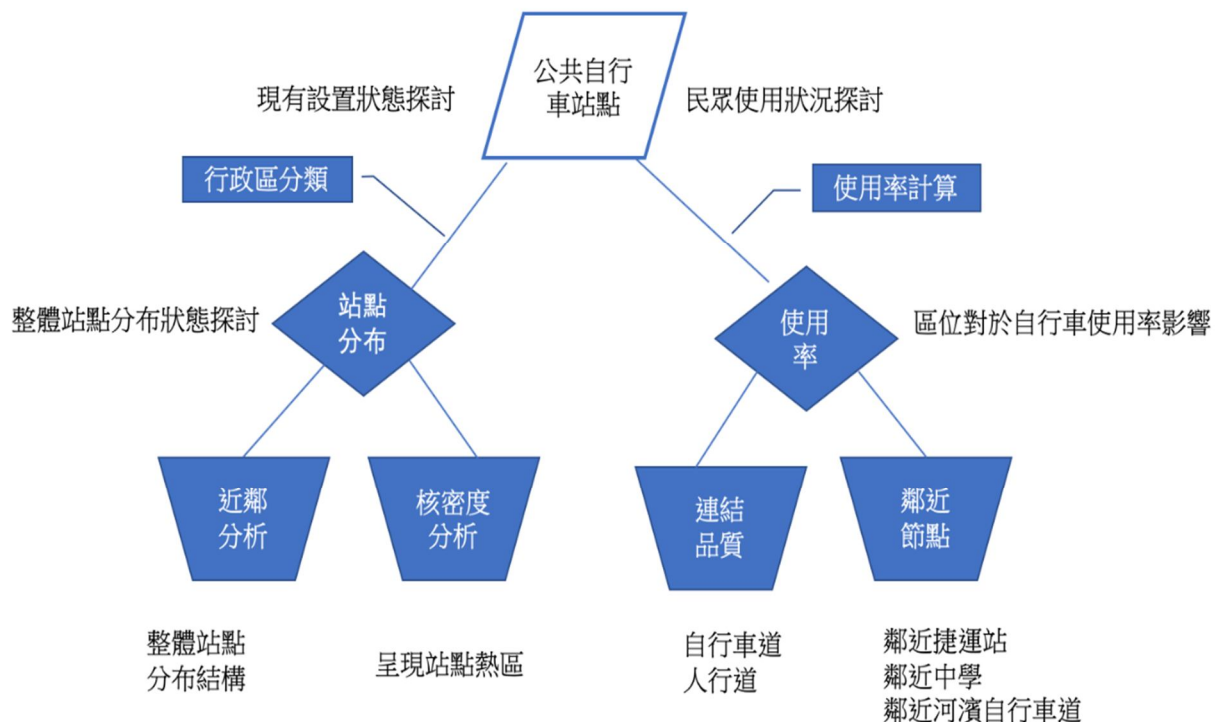 公共自行
車站點
現有設置狀態探討
民眾使用狀況探討
行政區分類
使用率計算
整體站點分布狀態探討
站點
分布
使用
率
區位對於自行車使用率影響
近鄰
分析
核密度
分析
連結
品質
鄰近
節點
整體站點
分布結構
呈現站點熱區
自行車道
人行道
鄰近捷運站
鄰近中學
鄰近河濱自行車道